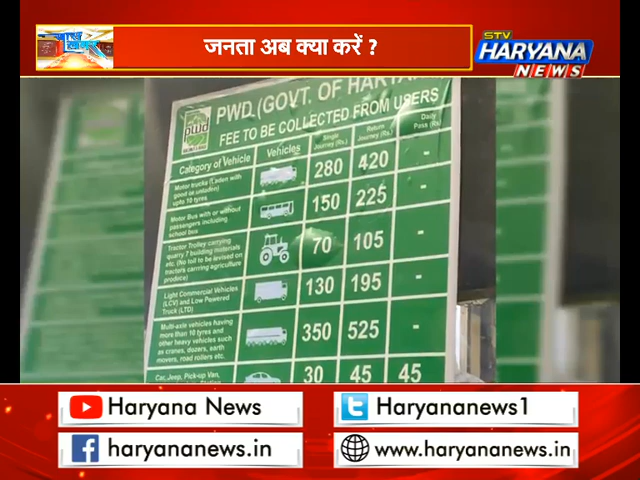 जनता अब क्या करें ?
STV
HARYANA
NEWS
pwd
PWD (GOVT. OF HARYANA
FEE TO BE COLLECTED FROM USERS
Category of Vehicle
Vehicles
Single Journey (Rs.)
Return Journey (Rs.)
Daily Pass (Rs)
Motor trucks (Laden with
good or unladen)
upto 10 tyres
280 420 -
Motor Bus with or without
passengers including
school bus
150 225 -
Tractor Trolley carrying
quarry ? building materials
etc. (No toll to be levised on
tractors carrring agriculture
produce)
70 105 -
Light Commercial Vehicles
(LCV) and Low Powered
Truck (LTD)
130 195 -
Multi-axle vehicles having
more than 10 tyres and
other heavy vehicles such
as cranes, dozers, earth
movers, road rollers etc.
350 525 -
Car, Jeep, Pick-up Van,
30 45 45
Haryana News
Haryananews1
haryananews.in
www.haryananews.in